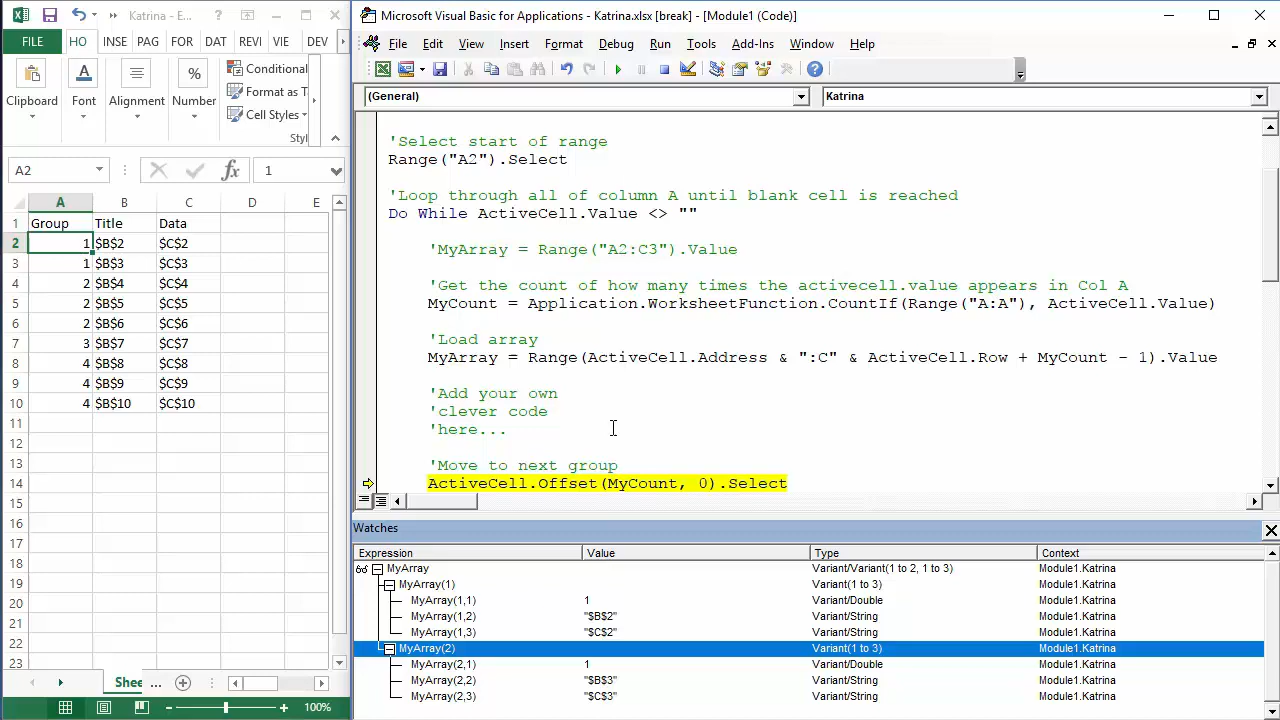 Katrina - E...
FILE HO INSE PAG FOR DAT REVI VIE DEV
Clipboard
Font
Alignment
%
Number
Conditional
Format as T
Cell Styles
Styl
A2
fx
1
A B C D E
1 Group Title Data
2 1 $B$2 $C$2
3 1 $B$3 $C$3
4 2 $B$4 $C$4
5 2 $B$5 $C$5
6 2 $B$6 $C$6
7 3 $B$7 $C$7
8 4 $B$8 $C$8
9 4 $B$9 $C$9
10 4 $B$10 $C$10
11
12
13
14
15
16
17
18
19
20
21
22
23
Shee ...
100%
Microsoft Visual Basic for Applications - Katrina.xlsx [break] - [Module1 (Code)]
File Edit View Insert Format Debug Run Tools Add-Ins Window Help
(General)
Katrina
'Select start of range
Range("A2").Select
'Loop through all of column A until blank cell is reached
Do While ActiveCell.Value <> ""
'MyArray = Range("A2:C3").Value
'Get the count of how many times the activecell.value appears in Col A
MyCount = Application.WorksheetFunction.CountIf(Range("A:A"), ActiveCell.Value)
'Load array
MyArray = Range(ActiveCell.Address & ":C" & ActiveCell.Row + MyCount - 1).Value
'Add your own
'clever code
'here...
'Move to next group
ActiveCell.Offset(MyCount, 0).Select
Watches
Expression Value Type Context
MyArray Variant/Variant(1 to 2, 1 to 3) Module1.Katrina
MyArray(1) Variant(1 to 3) Module1.Katrina
MyArray(1,1) 1 Variant/Double Module1.Katrina
MyArray(1,2) "$B$2" Variant/String Module1.Katrina
MyArray(1,3) "$C$2" Variant/String Module1.Katrina
MyArray(2) Variant(1 to 3) Module1.Katrina
MyArray(2,1) 1 Variant/Double Module1.Katrina
MyArray(2,2) "$B$3" Variant/String Module1.Katrina
MyArray(2,3) "$C$3" Variant/String Module1.Katrina